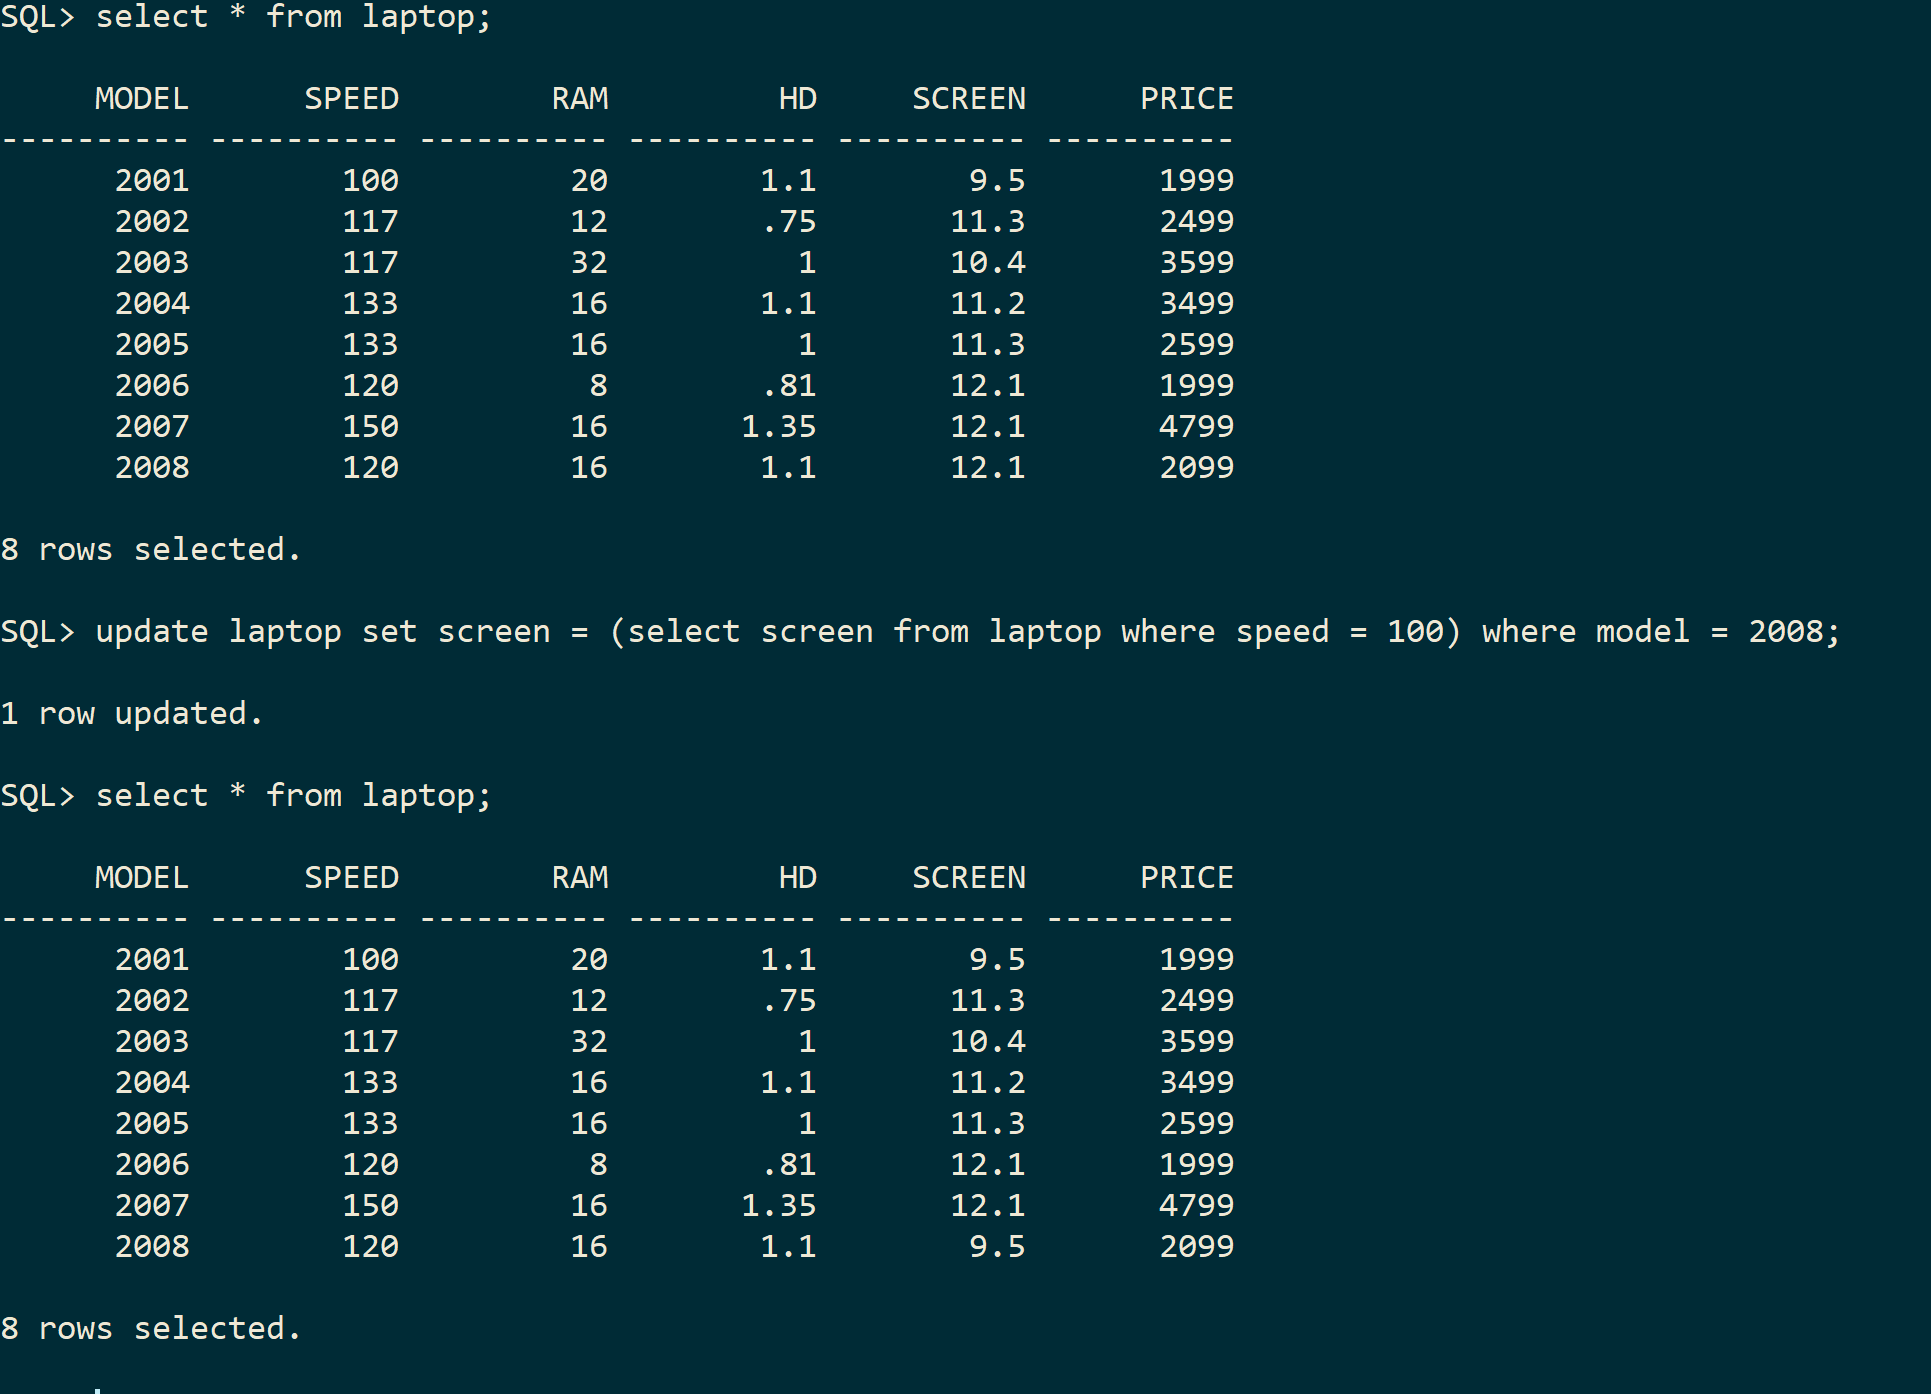 SQL> select * from laptop;
     MODEL      SPEED        RAM         HD     SCREEN      PRICE
---------- ---------- ---------- ---------- ---------- ----------
      2001        100         20        1.1        9.5       1999
      2002        117         12        .75       11.3       2499
      2003        117         32          1       10.4       3599
      2004        133         16        1.1       11.2       3499
      2005        133         16          1       11.3       2599
      2006        120          8        .81       12.1       1999
      2007        150         16       1.35       12.1       4799
      2008        120         16        1.1       12.1       2099
8 rows selected.
SQL> update laptop set screen = (select screen from laptop where speed = 100) where model = 2008;
1 row updated.
SQL> select * from laptop;
     MODEL      SPEED        RAM         HD     SCREEN      PRICE
---------- ---------- ---------- ---------- ---------- ----------
      2001        100         20        1.1        9.5       1999
      2002        117         12        .75       11.3       2499
      2003        117         32          1       10.4       3599
      2004        133         16        1.1       11.2       3499
      2005        133         16          1       11.3       2599
      2006        120          8        .81       12.1       1999
      2007        150         16       1.35       12.1       4799
      2008        120         16        1.1        9.5       2099
8 rows selected.